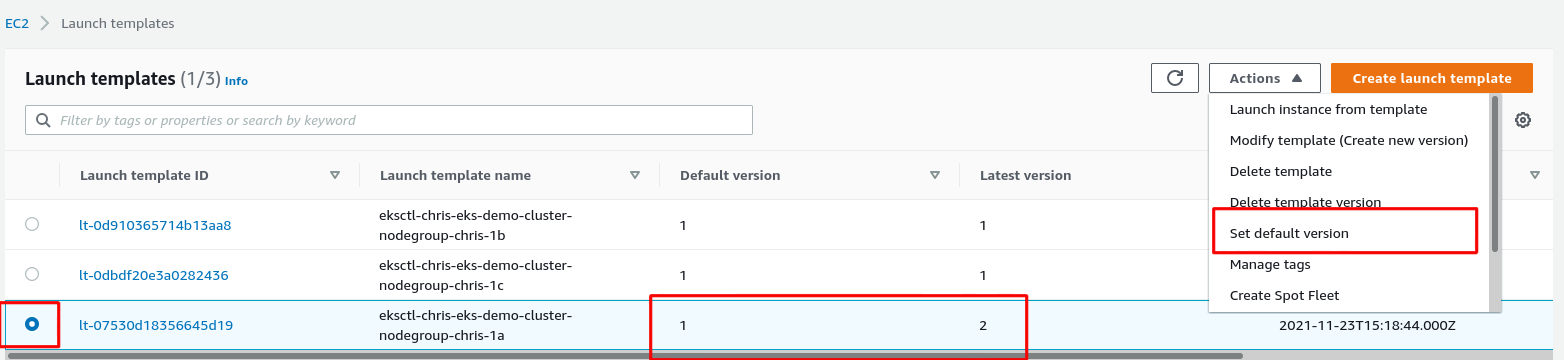 EC2 > Launch templates
Launch templates (1/3) Info
Actions
Create launch template
Filter by tags or properties or search by keyword
Launch instance from template
Modify template (Create new version)
Delete template
Delete template version
Set default version
Manage tags
Create Spot Fleet
Launch template ID Launch template name Default version Latest version
lt-0d910365714b13aa8 eksctl-chris-eks-demo-cluster-nodegroup-chris-1b 1 1
lt-0dbdf20e3a0282436 eksctl-chris-eks-demo-cluster-nodegroup-chris-1c 1 1
lt-07530d18356645d19 eksctl-chris-eks-demo-cluster-nodegroup-chris-1a 1 2 2021-11-23T15:18:44.000Z